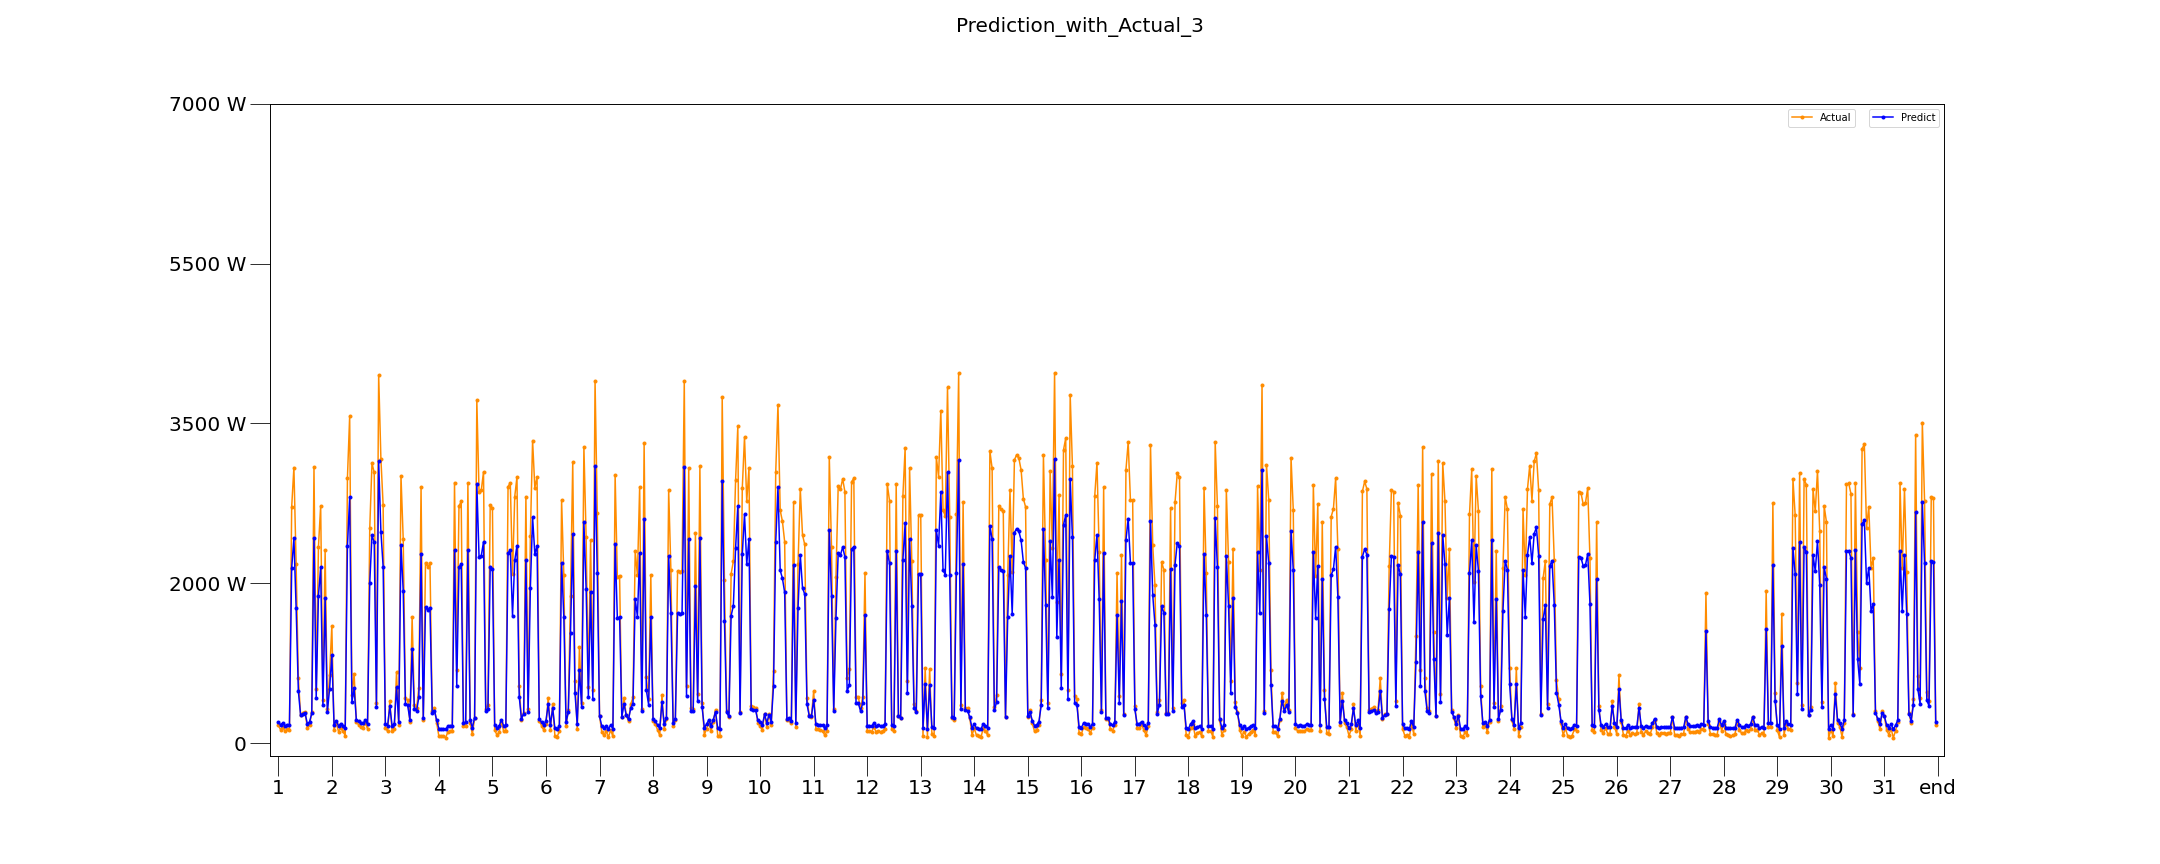 Prediction_with_Actual_3
7000 W
Actual Predict
5500 W
3500 W
2000 W
0
1 2 3 4 5 6 7 8 9 10 11 12 13 14 15 16 17 18 19 20 21 22 23 24 25 26 27 28 29 30 31 end